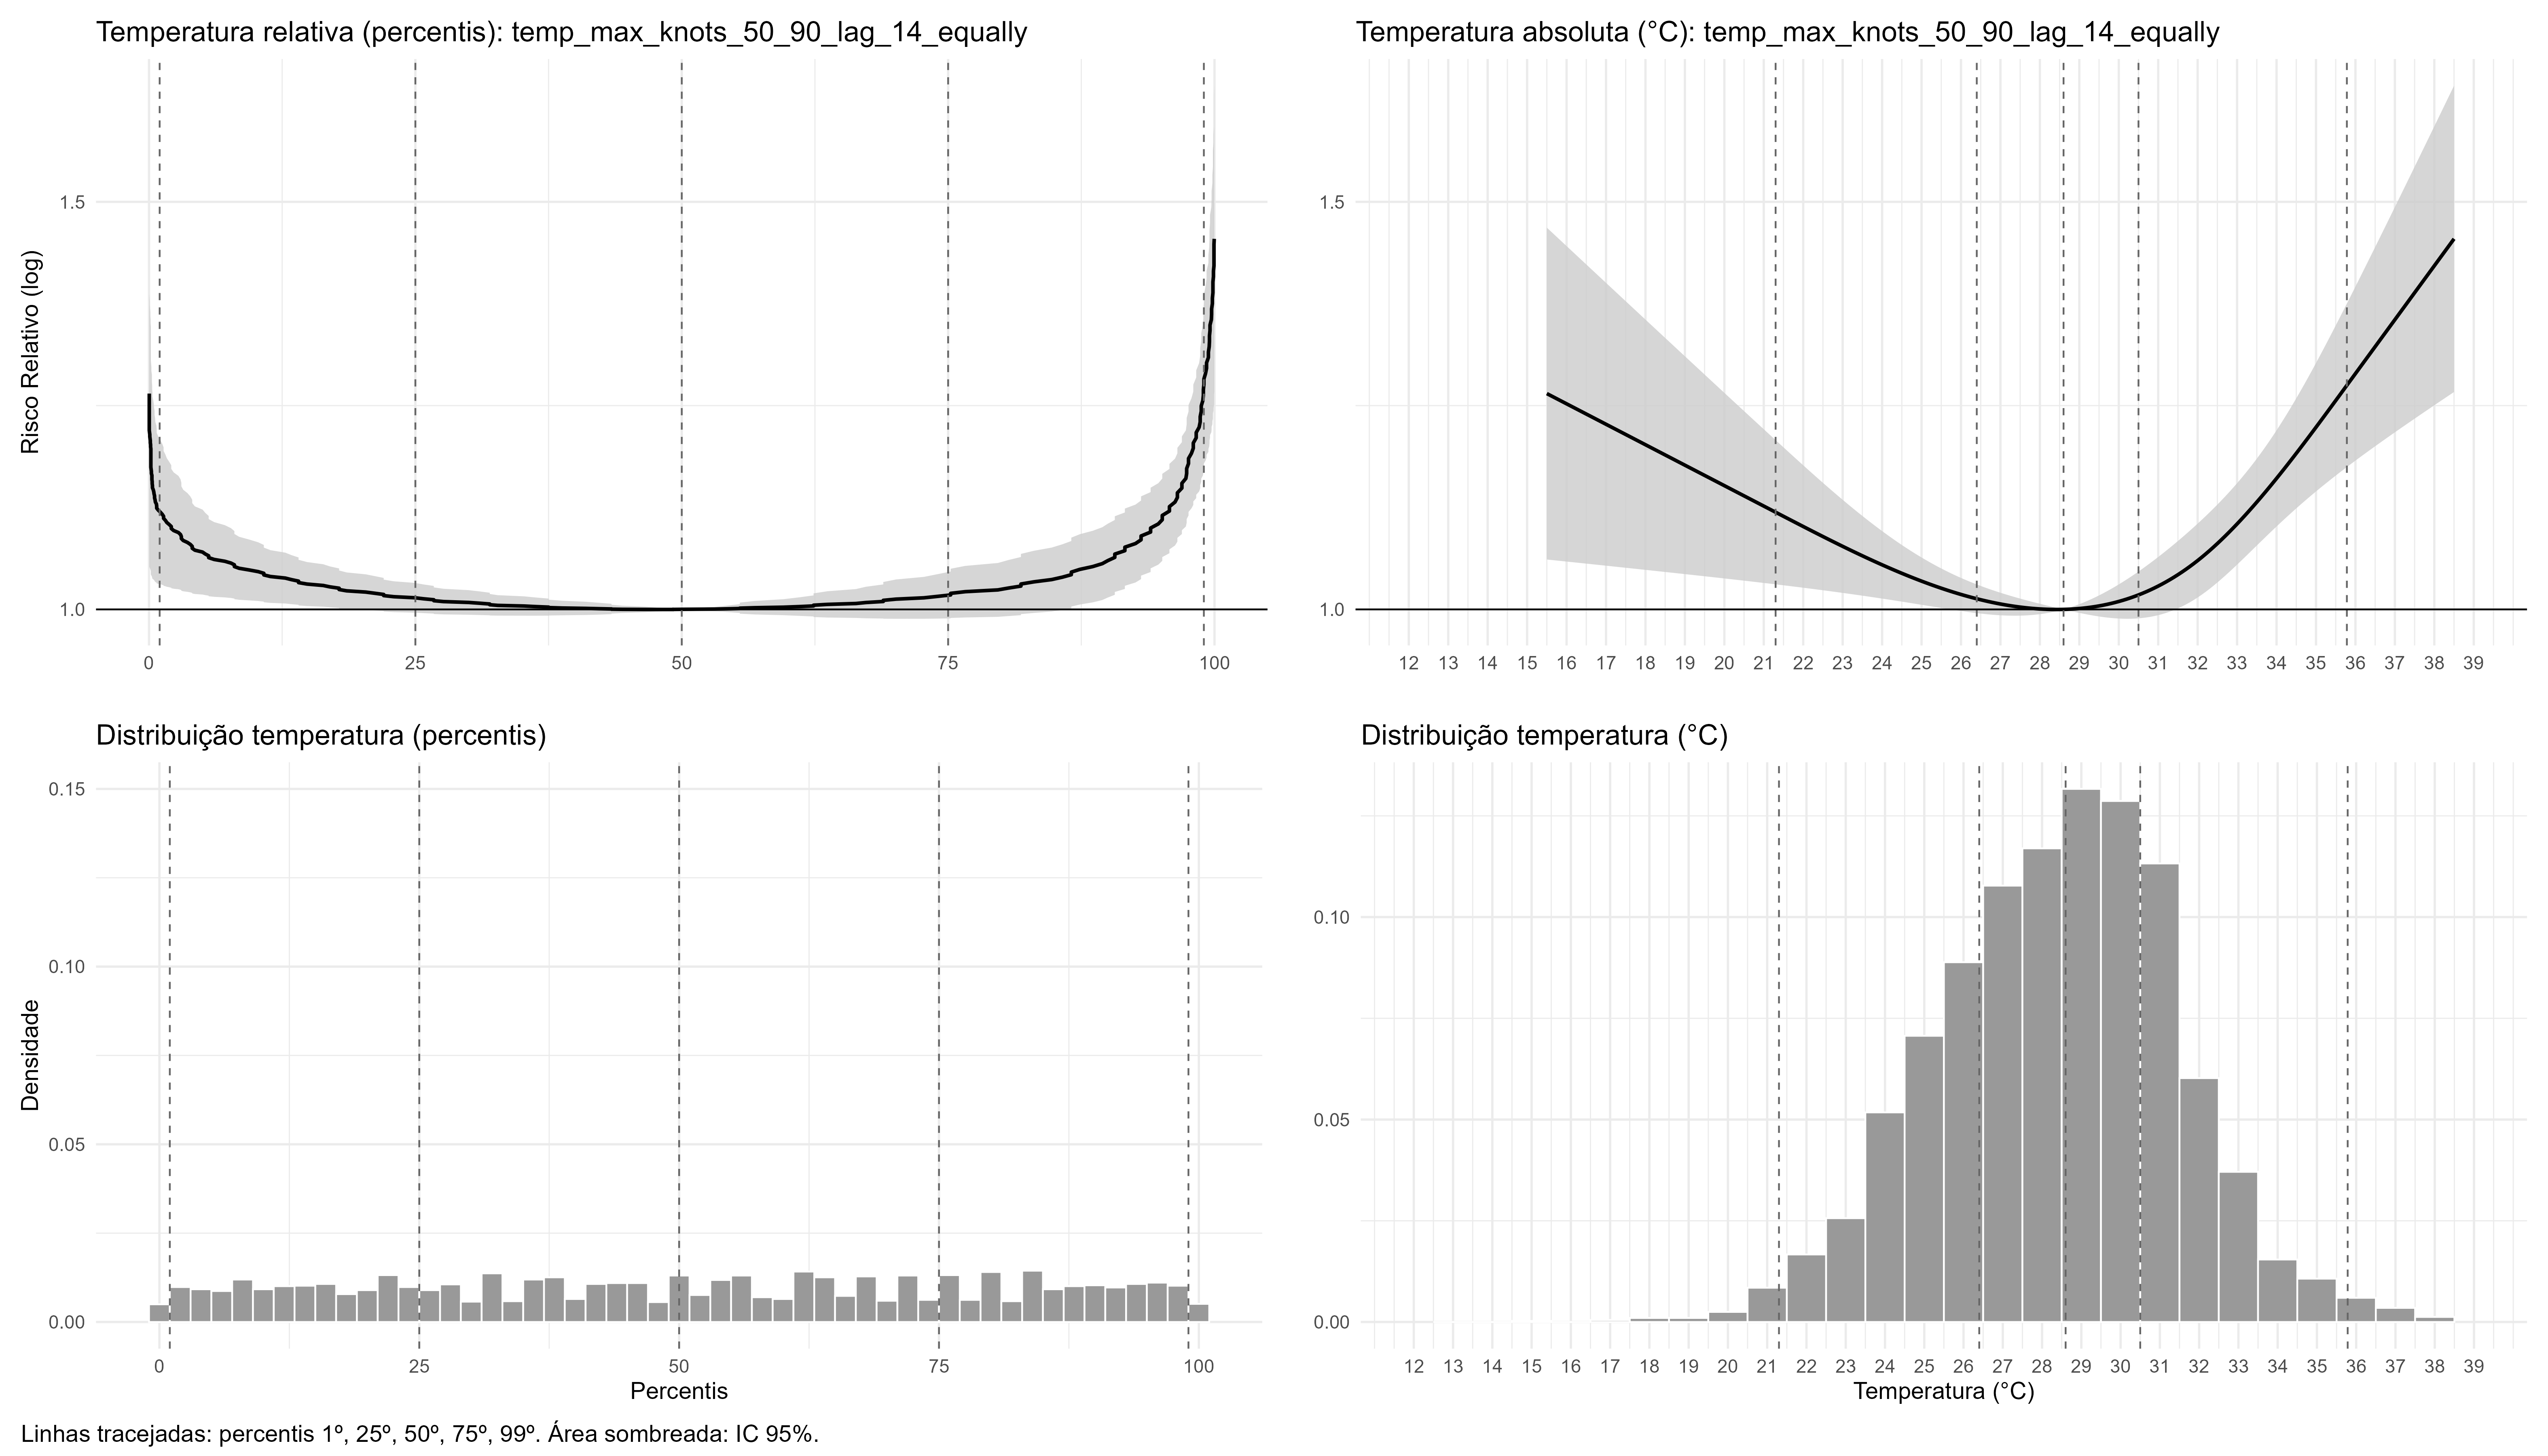 Temperatura relativa (percentis): temp_max_knots_50_90_lag_14_equally
Risco Relativo (log)
1.5
1.0
0 25 50 75 100
Temperatura absoluta (°C): temp_max_knots_50_90_lag_14_equally
1.5
1.0
12 13 14 15 16 17 18 19 20 21 22 23 24 25 26 27 28 29 30 31 32 33 34 35 36 37 38 39
Distribuição temperatura (percentis)
Densidade
0.15
0.10
0.05
0.00
0 25 50 75 100
Percentis
Distribuição temperatura (°C)
0.10
0.05
0.00
12 13 14 15 16 17 18 19 20 21 22 23 24 25 26 27 28 29 30 31 32 33 34 35 36 37 38 39
Temperatura (°C)
Linhas tracejadas: percentis 1º, 25º, 50º, 75º, 99º. Área sombreada: IC 95%.